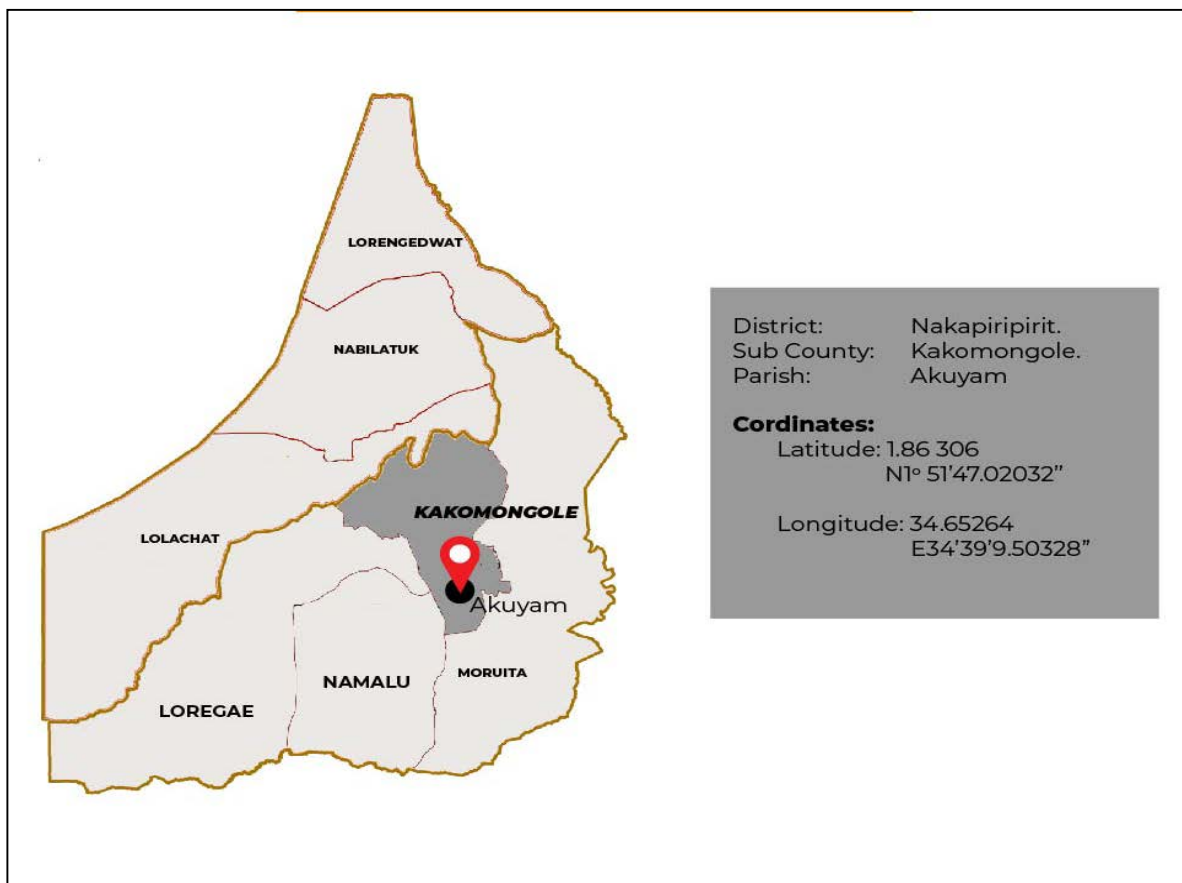 LORENGEDWAT
NABILATUK
KAKOMONGOLE
LOLACHAT
Akuyam
MORUITA
NAMALU
LOREGAE
District: Nakapiripirit.
Sub County: Kakomongole.
Parish: Akuyam
Cordinates:
Latitude: 1.86 306
N1º 51'47.02032"
Longitude: 34.65264
E34'39'9.50328"